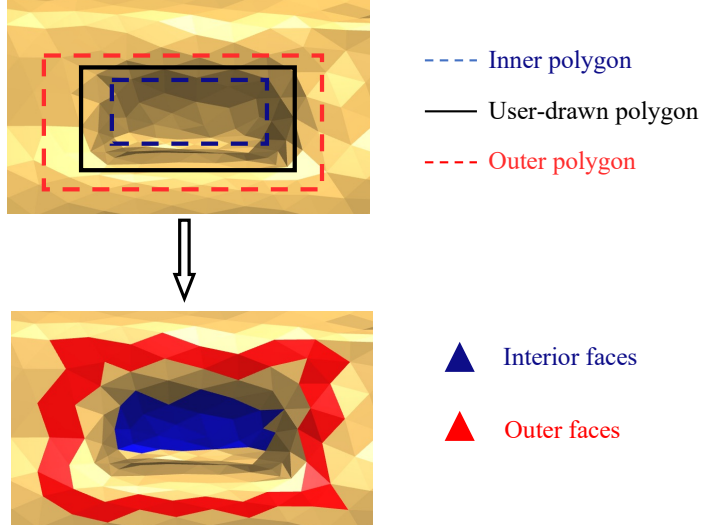 Inner polygon
User-drawn polygon
Outer polygon
Interior faces
Outer faces